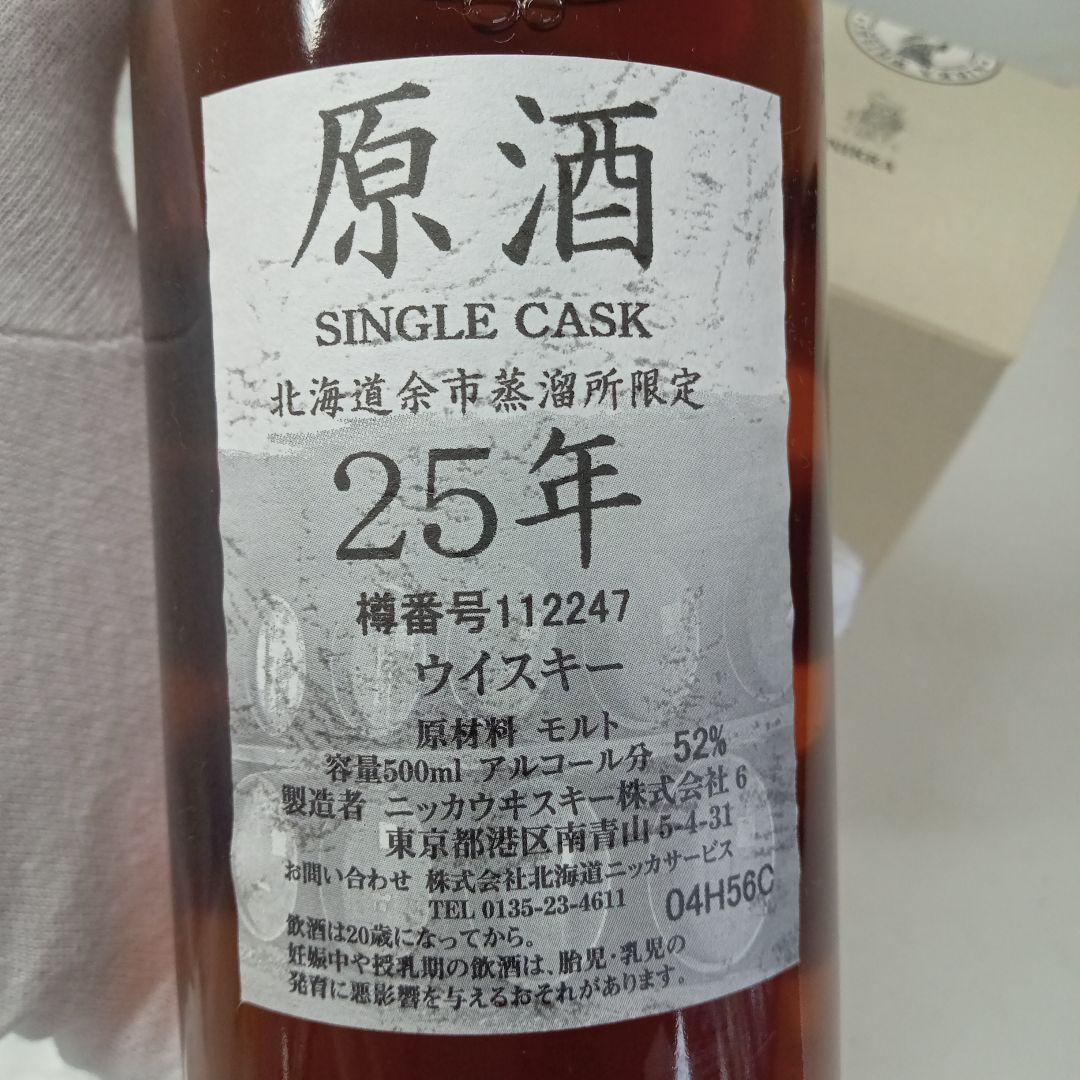 原酒
SINGLE CASK
北海道余市蒸溜所限定
25年
樽番号112247
ウイスキー
原材料 モルト
容量500ml アルコール分 52%
製造者 ニッカウヰスキー株式会社 6
東京都港区南青山5-4-31
お問い合わせ 株式会社北海道ニッカサービス
TEL 0135-23-4611
04H56C
飲酒は20歳になってから。
妊娠中や授乳期の飲酒は、胎児・乳児の
発育に悪影響を与えるおそれがあります。